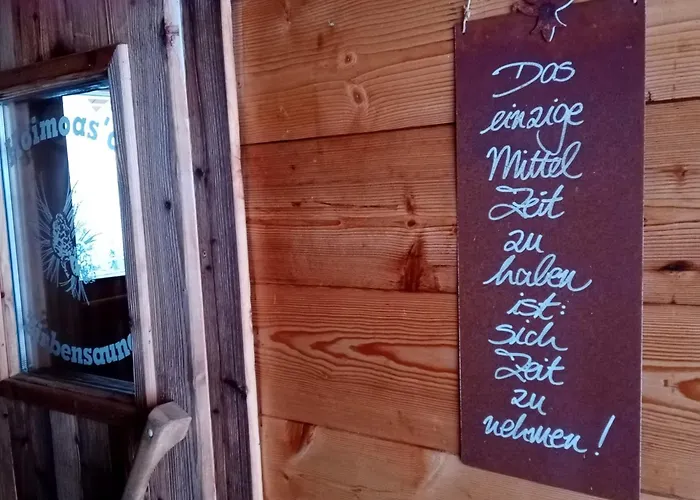 Das
einzige
Mittel
Zeit
zu
haben
ist:
sich
Zeit
zu
nehmen!